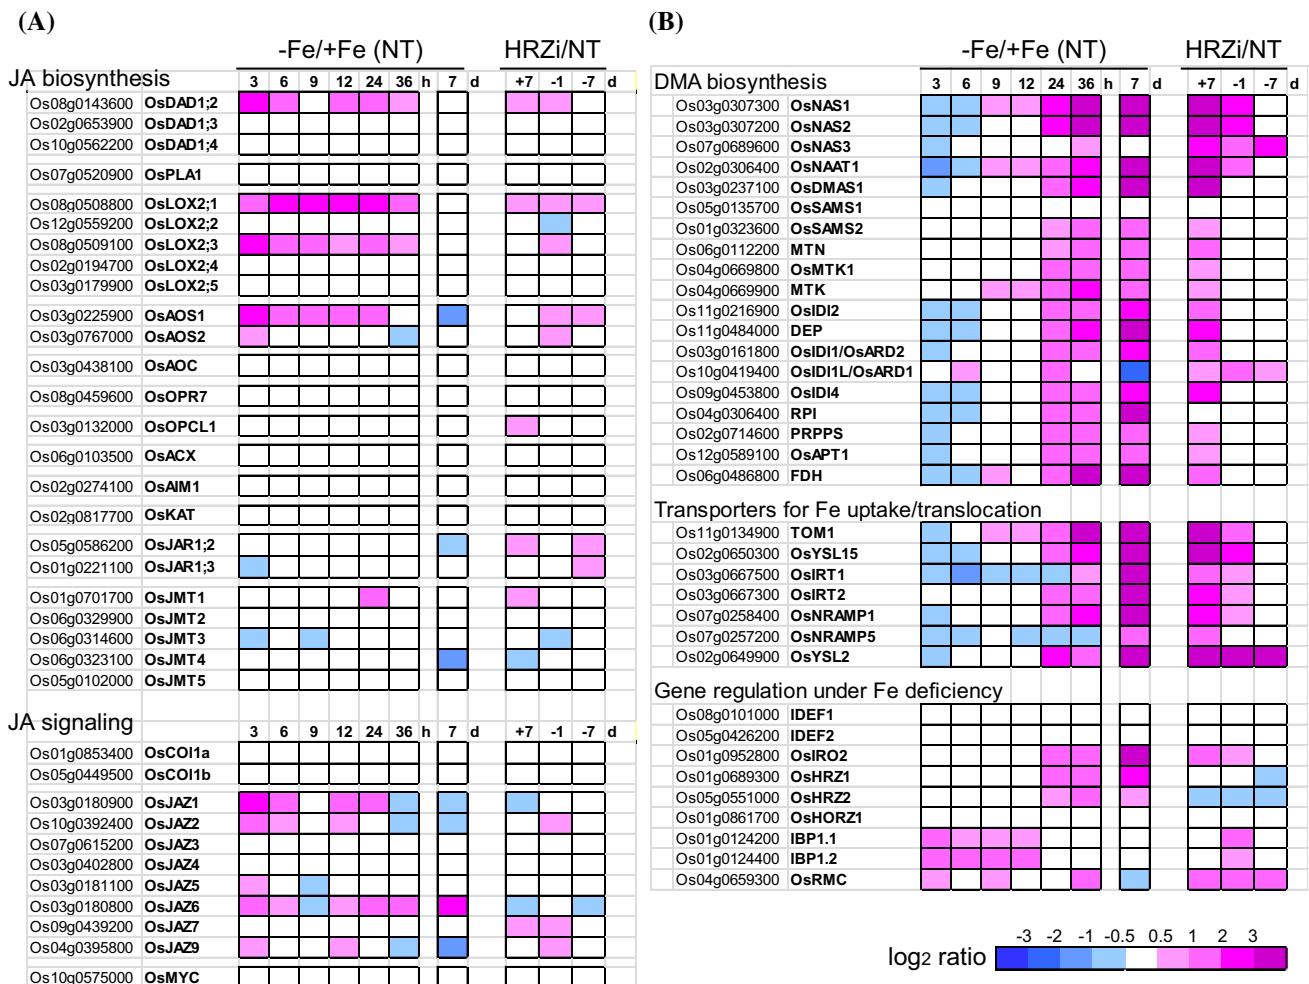 (A)
-Fe/+Fe (NT) HRZi/NT
JA biosynthesis 3 6 9 12 24 36 h 7 d +7 -1 -7 d
Os08g0143600 OsDAD1;2
Os02g0653900 OsDAD1;3
Os10g0562200 OsDAD1;4
Os07g0520900 OsPLA1
Os08g0508800 OsLOX2;1
Os12g0559200 OsLOX2;2
Os08g0509100 OsLOX2;3
Os02g0194700 OsLOX2;4
Os03g0179900 OsLOX2;5
Os03g0225900 OsAOS1
Os03g0767000 OsAOS2
Os03g0438100 OsAOC
Os08g0459600 OsOPR7
Os03g0132000 OsOPCL1
Os06g0103500 OsACX
Os02g0274100 OsAIM1
Os02g0817700 OsKAT
Os05g0586200 OsJAR1;2
Os01g0221100 OsJAR1;3
Os01g0701700 OsJMT1
Os06g0329900 OsJMT2
Os06g0314600 OsJMT3
Os06g0323100 OsJMT4
Os05g0102000 OsJMT5
JA signaling 3 6 9 12 24 36 h 7 d +7 -1 -7 d
Os01g0853400 OsCOI1a
Os05g0449500 OsCOI1b
Os03g0180900 OsJAZ1
Os10g0392400 OsJAZ2
Os07g0615200 OsJAZ3
Os03g0402800 OsJAZ4
Os03g0181100 OsJAZ5
Os03g0180800 OsJAZ6
Os09g0439200 OsJAZ7
Os04g0395800 OsJAZ9
Os10g0575000 OsMYC
(B)
-Fe/+Fe (NT) HRZi/NT
DMA biosynthesis 3 6 9 12 24 36 h 7 d +7 -1 -7 d
Os03g0307300 OsNAS1
Os03g0307200 OsNAS2
Os07g0689600 OsNAS3
Os02g0306400 OsNAAT1
Os03g0237100 OsDMAS1
Os05g0135700 OsSAMS1
Os01g0323600 OsSAMS2
Os06g0112200 MTN
Os04g0669800 OsMTK1
Os04g0669900 MTK
Os11g0216900 OsIDI2
Os11g0484000 DEP
Os03g0161800 OsIDI1/OsARD2
Os10g0419400 OsIDI1L/OsARD1
Os09g0453800 OsIDI4
Os04g0306400 RPI
Os02g0714600 PRPPS
Os12g0589100 OsAPT1
Os06g0486800 FDH
Transporters for Fe uptake/translocation
Os11g0134900 TOM1
Os02g0650300 OsYSL15
Os03g0667500 OsIRT1
Os03g0667300 OsIRT2
Os07g0258400 OsNRAMP1
Os07g0257200 OsNRAMP5
Os02g0649900 OsYSL2
Gene regulation under Fe deficiency
Os08g0101000 IDEF1
Os05g0426200 IDEF2
Os01g0952800 OsIRO2
Os01g0689300 OsHRZ1
Os05g0551000 OsHRZ2
Os01g0861700 OsHORZ1
Os01g0124200 IBP1.1
Os01g0124400 IBP1.2
Os04g0659300 OsRMC
-3 -2 -1 -0.5 0.5 1 2 3
log2 ratio